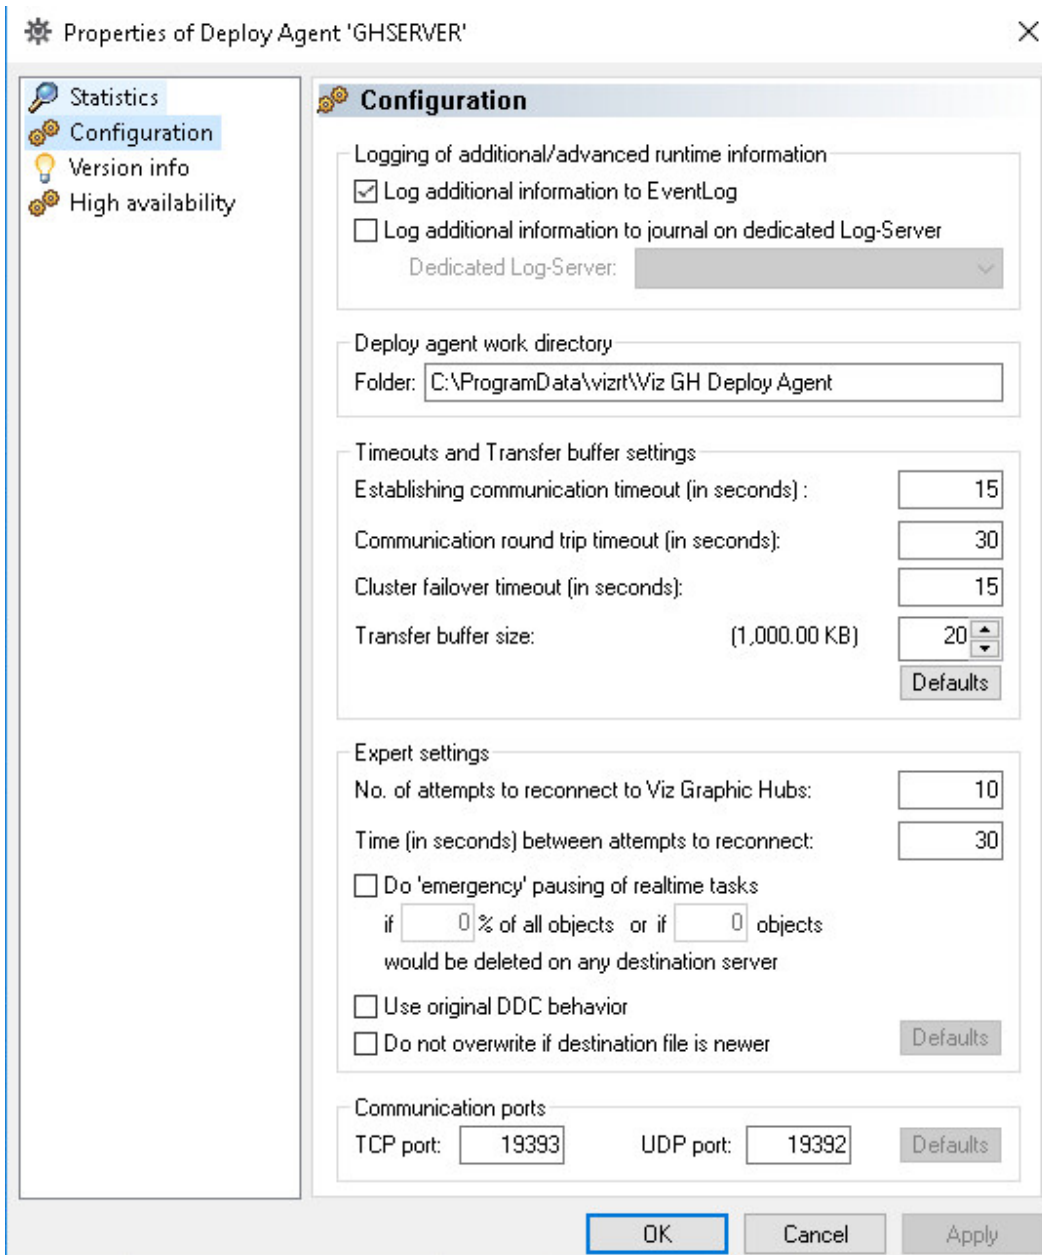 Properties of Deploy Agent 'GHSERVER'
Statistics
Configuration
Version info
High availability
Configuration
Logging of additional/advanced runtime information
Log additional information to EventLog
Log additional information to journal on dedicated Log-Server
Dedicated Log-Server:
Deploy agent work directory
Folder: C:\ProgramData\vizrt\Viz GH Deploy Agent
Timeouts and Transfer buffer settings
Establishing communication timeout (in seconds) : 15
Communication round trip timeout (in seconds): 30
Cluster failover timeout (in seconds): 15
Transfer buffer size: (1,000.00 KB) 20
Defaults
Expert settings
No. of attempts to reconnect to Viz Graphic Hubs: 10
Time (in seconds) between attempts to reconnect: 30
Do 'emergency' pausing of realtime tasks
if 0 % of all objects or if 0 objects
would be deleted on any destination server
Use original DDC behavior
Do not overwrite if destination file is newer Defaults
Communication ports
TCP port: 19393 UDP port: 19392 Defaults
OK Cancel Apply